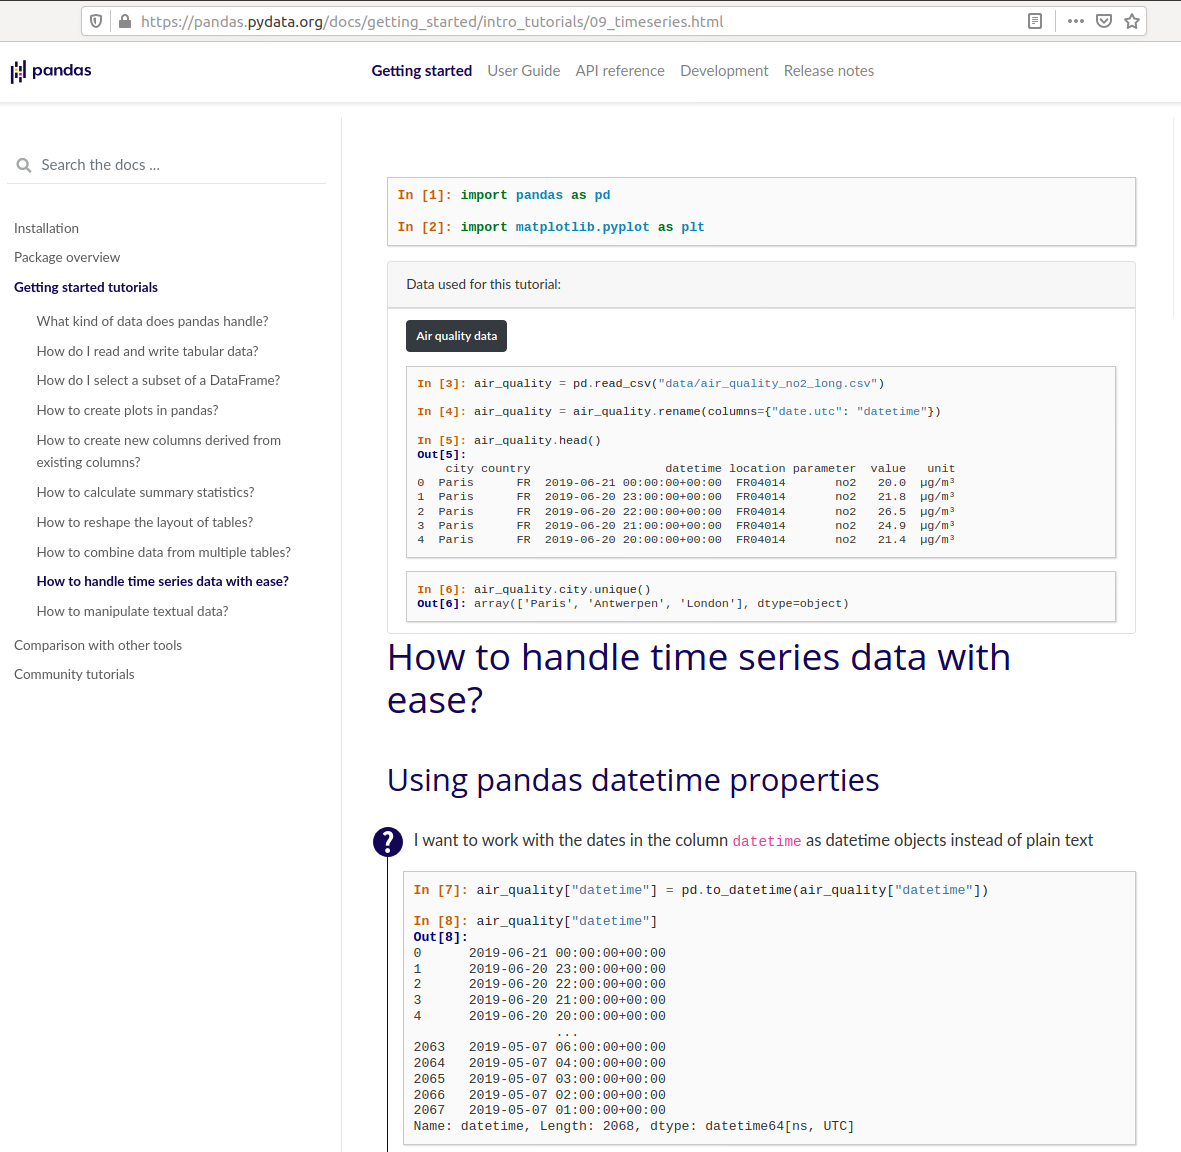 https://pandas.pydata.org/docs/getting_started/intro_tutorials/09_timeseries.html
pandas
Getting started User Guide API reference Development Release notes
Search the docs ...
Installation
Package overview
Getting started tutorials
What kind of data does pandas handle?
How do I read and write tabular data?
How do I select a subset of a DataFrame?
How to create plots in pandas?
How to create new columns derived from
existing columns?
How to calculate summary statistics?
How to reshape the layout of tables?
How to combine data from multiple tables?
How to handle time series data with ease?
How to manipulate textual data?
Comparison with other tools
Community tutorials
In [1]: import pandas as pd
In [2]: import matplotlib.pyplot as plt
Data used for this tutorial:
Air quality data
In [3]: air_quality = pd.read_csv("data/air_quality_no2_long.csv")
In [4]: air_quality = air_quality.rename(columns={"date.utc": "datetime"})
In [5]: air_quality.head()
Out[5]:
city country datetime location parameter value unit
0 Paris FR 2019-06-21 00:00:00+00:00 FR04014 no2 20.0 µg/m³
1 Paris FR 2019-06-20 23:00:00+00:00 FR04014 no2 21.8 µg/m³
2 Paris FR 2019-06-20 22:00:00+00:00 FR04014 no2 26.5 µg/m³
3 Paris FR 2019-06-20 21:00:00+00:00 FR04014 no2 24.9 µg/m³
4 Paris FR 2019-06-20 20:00:00+00:00 FR04014 no2 21.4 µg/m³
In [6]: air_quality.city.unique()
Out[6]: array(['Paris', 'Antwerpen', 'London'], dtype=object)
How to handle time series data with
ease?
Using pandas datetime properties
? I want to work with the dates in the column datetime as datetime objects instead of plain text
In [7]: air_quality["datetime"] = pd.to_datetime(air_quality["datetime"])
In [8]: air_quality["datetime"]
Out[8]:
0 2019-06-21 00:00:00+00:00
1 2019-06-20 23:00:00+00:00
2 2019-06-20 22:00:00+00:00
3 2019-06-20 21:00:00+00:00
4 2019-06-20 20:00:00+00:00
...
2063 2019-05-07 06:00:00+00:00
2064 2019-05-07 04:00:00+00:00
2065 2019-05-07 03:00:00+00:00
2066 2019-05-07 02:00:00+00:00
2067 2019-05-07 01:00:00+00:00
Name: datetime, Length: 2068, dtype: datetime64[ns, UTC]